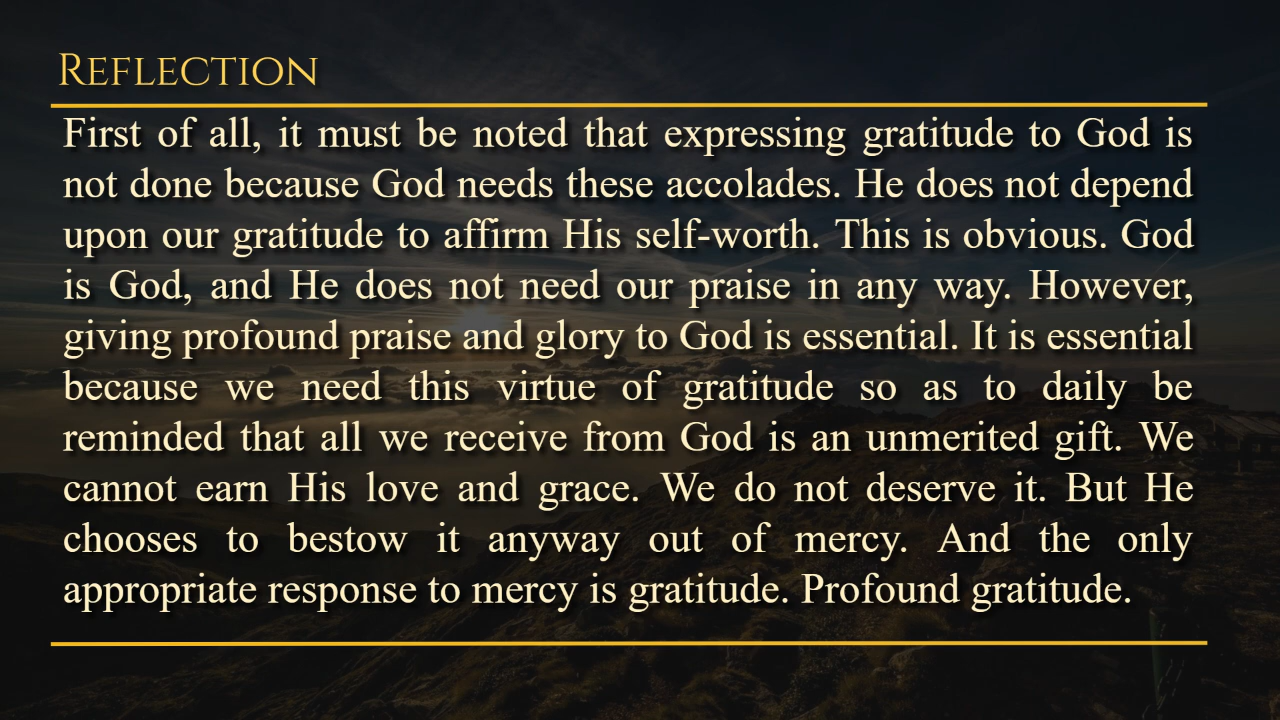 Reflection
First of all, it must be noted that expressing gratitude to God is
not done because God needs these accolades. He does not depend
upon our gratitude to affirm His self-worth. This is obvious. God
is God, and He does not need our praise in any way. However,
giving profound praise and glory to God is essential. It is essential
because we need this virtue of gratitude so as to daily be
reminded that all we receive from God is an unmerited gift. We
cannot earn His love and grace. We do not deserve it. But He
chooses to bestow it anyway out of mercy. And the only
appropriate response to mercy is gratitude. Profound gratitude.